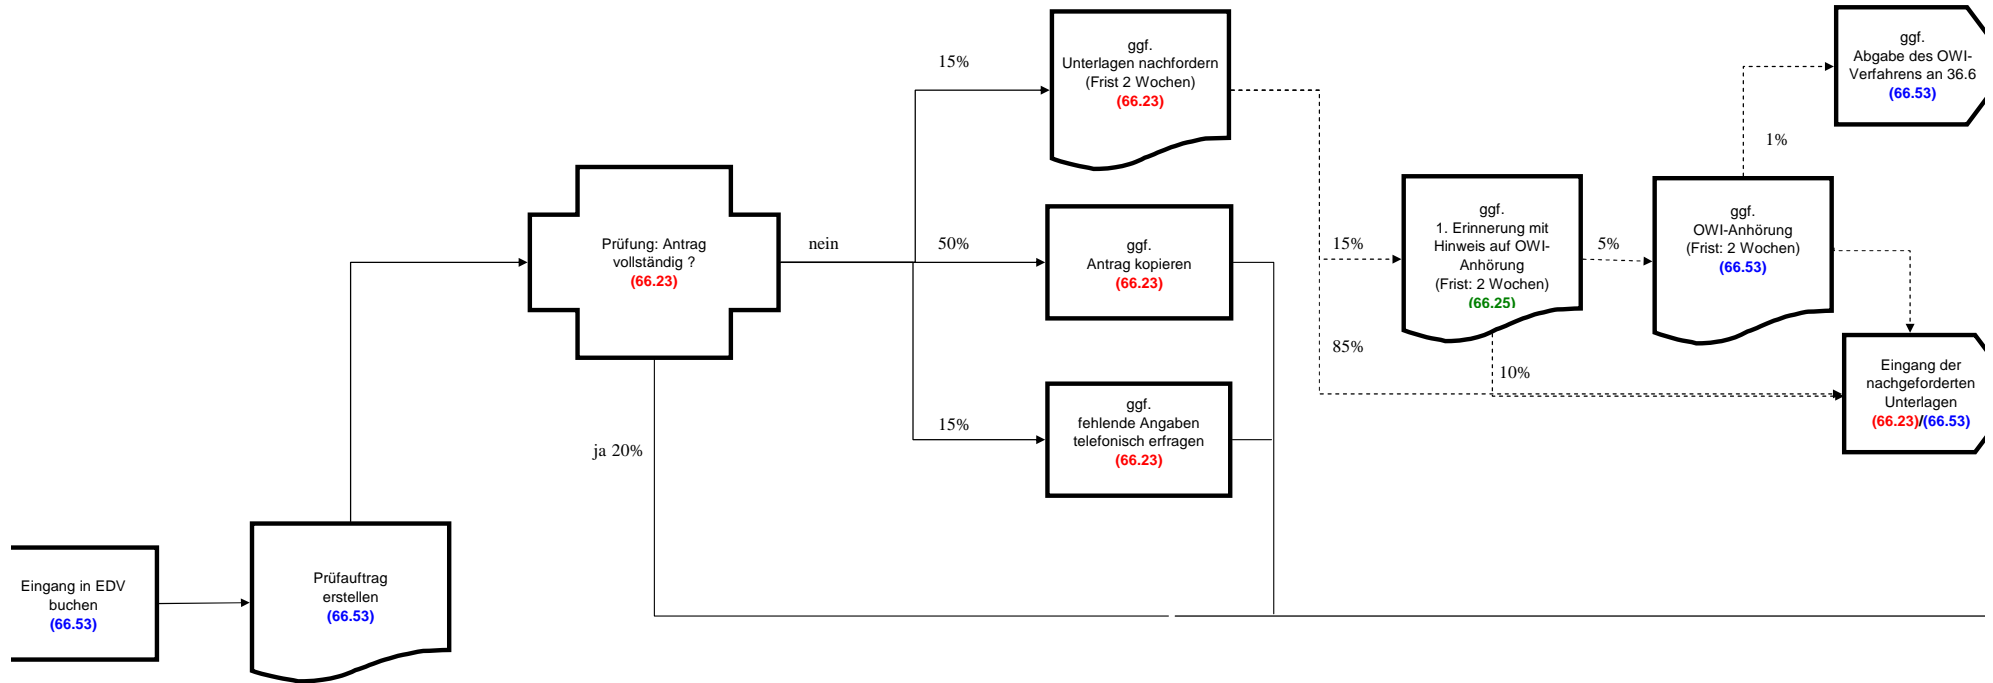 Eingang in EDV
buchen
(66.53)
Prüfauftrag
erstellen
(66.53)
Prüfung: Antrag
vollständig ?
(66.23)
ja 20%
nein
15%
50%
15%
ggf.
Unterlagen nachfordern
(Frist 2 Wochen)
(66.23)
ggf.
Antrag kopieren
(66.23)
ggf.
fehlende Angaben
telefonisch erfragen
(66.23)
15%
85%
ggf.
1. Erinnerung mit
Hinweis auf OWI-
Anhörung
(Frist: 2 Wochen)
(66.25)
10%
5%
ggf.
OWI-Anhörung
(Frist: 2 Wochen)
(66.53)
1%
ggf.
Abgabe des OWI-
Verfahrens an 36.6
(66.53)
Eingang der
nachgeforderten
Unterlagen
(66.23)/(66.53)